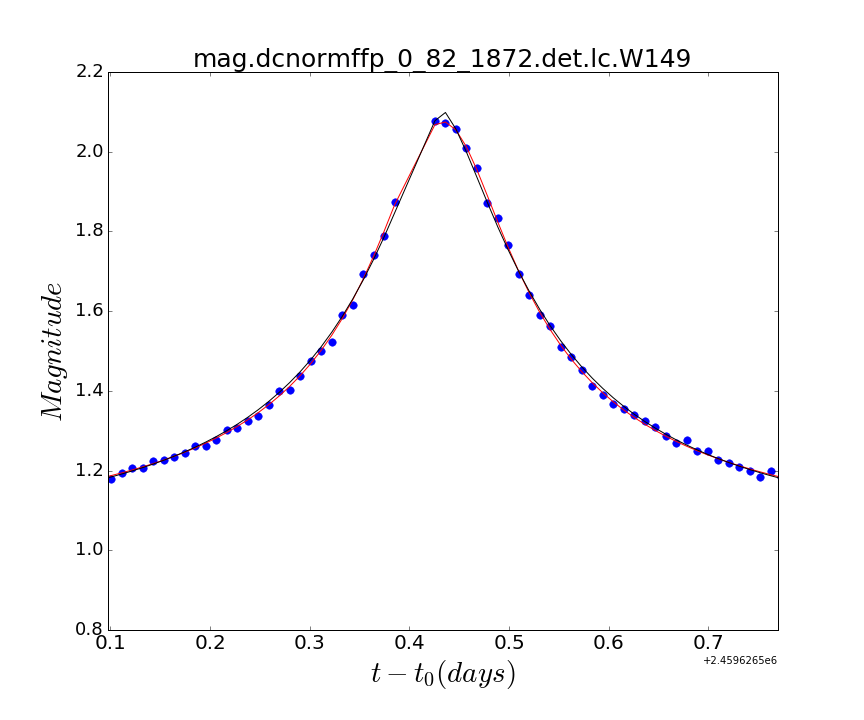 mag.dcnormffp_0_82_1872.det.lc.W149
2.2
2.0
1.8
1.6
1.4
1.2
1.0
0.8
Magnitude
0.1 0.2 0.3 0.4 0.5 0.6 0.7
+2.4596265e6
t − t₀(days)